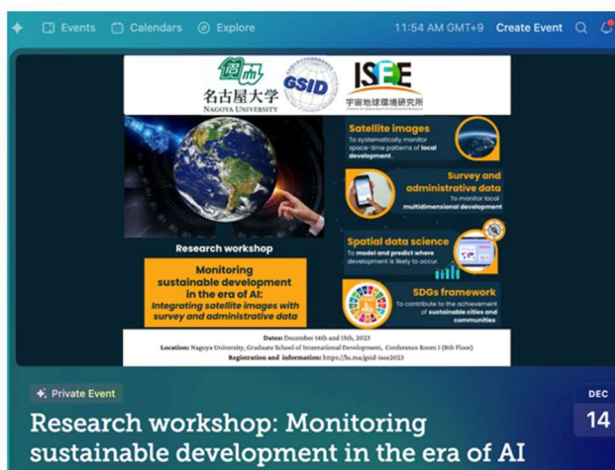 Events Calendars Explore 11:54 AM GMT+9 Create Event
名古屋大学
NAGOYA UNIVERSITY
GSID
ISEE
宇宙地球環境研究所
Satellite images
To systematically monitor
space-time patterns of local
development.
Survey and
administrative data
To monitor local
multidimensional development
Spatial data science
To model and predict where
development is likely to occur.
SDGs framework
To contribute to the achievement
of sustainable cities and
communities
Research workshop
Monitoring
sustainable development
in the era of AI:
Integrating satellite images with
survey and administrative data
Dates: December 14th and 15th, 2023
Location: Nagoya University, Graduate School of International Development, Conference Room 1 (8th Floor)
Registration and information: https://lu.ma/gsid-isee2023
Private Event
DEC
14
Research workshop: Monitoring
sustainable development in the era of AI